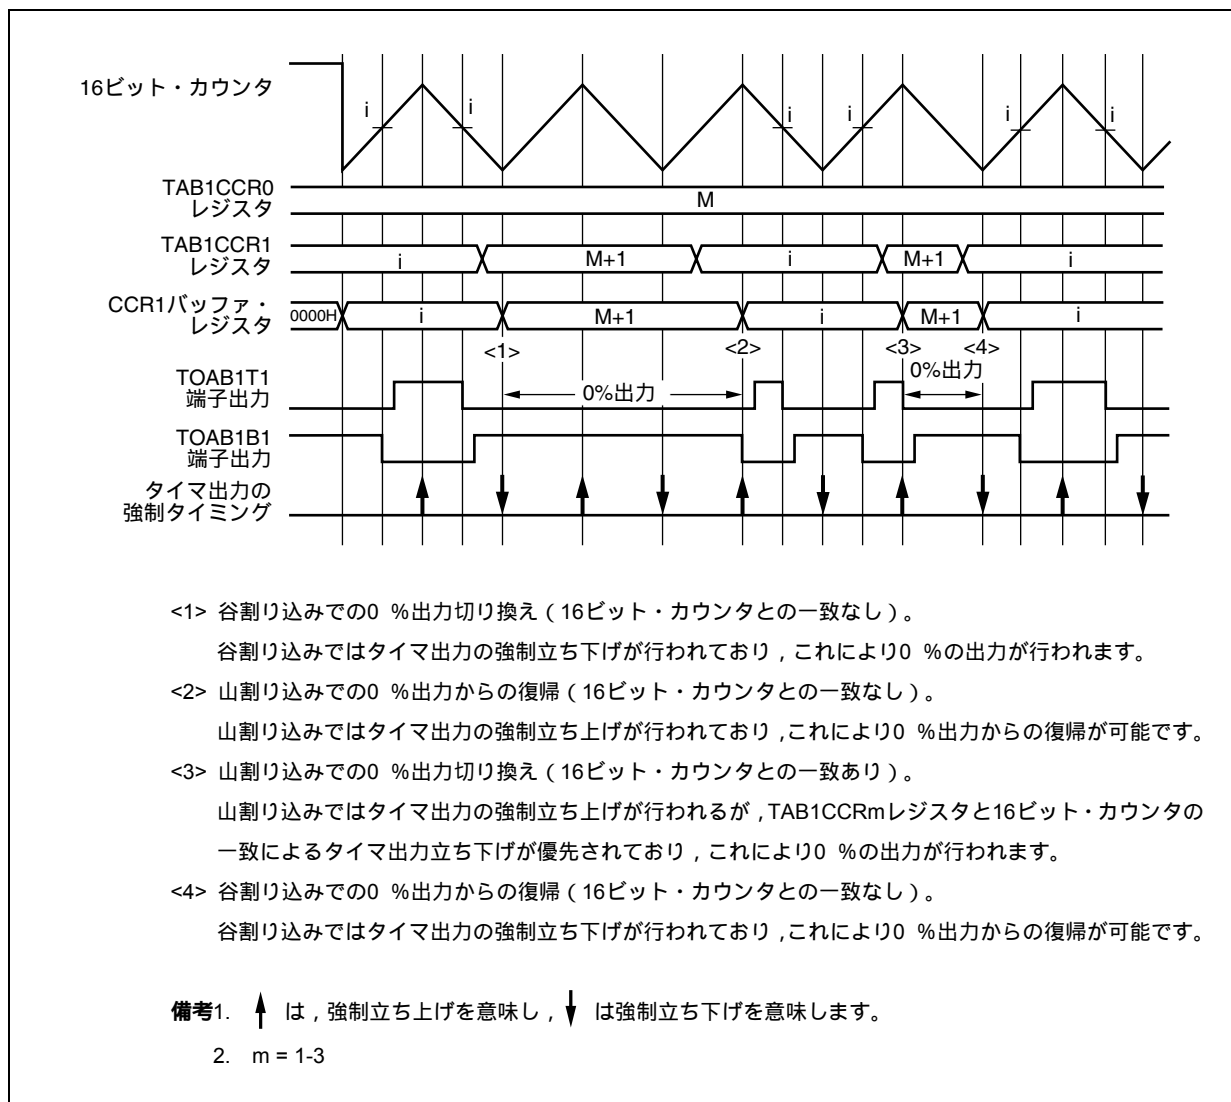 16ビット・カウンタ
i i i i i i
TAB1CCR0
レジスタ
M
TAB1CCR1
レジスタ
i M+1 i M+1 i
CCR1バッファ・
レジスタ
0000H i M+1 i M+1 i
<1> <2> <3> <4>
TOAB1T1
端子出力
0%出力 0%出力
TOAB1B1
端子出力
タイマ出力の
強制タイミング
<1> 谷割り込みでの0 %出力切り換え(16ビット・カウンタとの一致なし)。
谷割り込みではタイマ出力の強制立ち下げが行われており,これにより0 %の出力が行われます。
<2> 山割り込みでの0 %出力からの復帰(16ビット・カウンタとの一致なし)。
山割り込みではタイマ出力の強制立ち上げが行われており,これにより0 %出力からの復帰が可能です。
<3> 山割り込みでの0 %出力切り換え(16ビット・カウンタとの一致あり)。
山割り込みではタイマ出力の強制立ち上げが行われるが,TAB1CCRmレジスタと16ビット・カウンタの
一致によるタイマ出力立ち下げが優先されており,これにより0 %の出力が行われます。
<4> 谷割り込みでの0 %出力からの復帰(16ビット・カウンタとの一致なし)。
谷割り込みではタイマ出力の強制立ち下げが行われており,これにより0 %出力からの復帰が可能です。
備考1. ↑ は,強制立ち上げを意味し,↓ は強制立ち下げを意味します。
2. m = 1-3